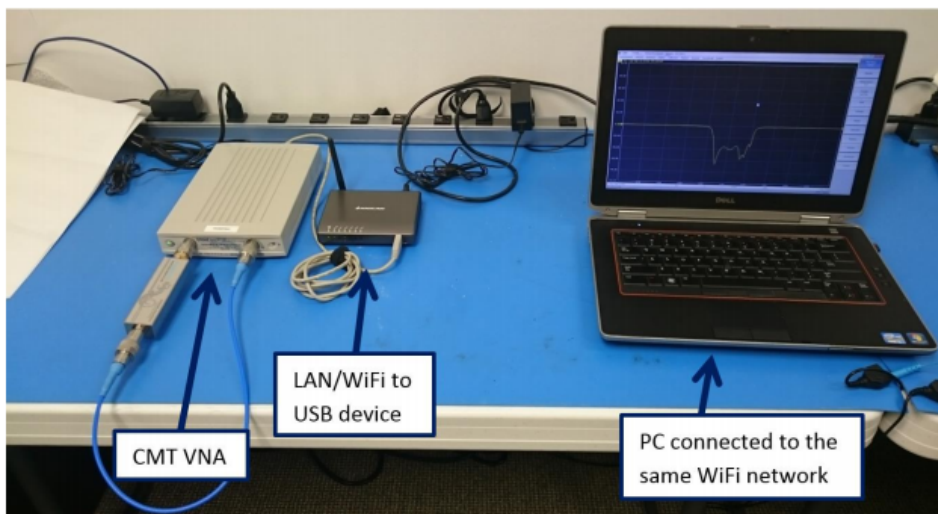 DELL
LAN/WiFi to
USB device
CMT VNA
PC connected to the
same WiFi network